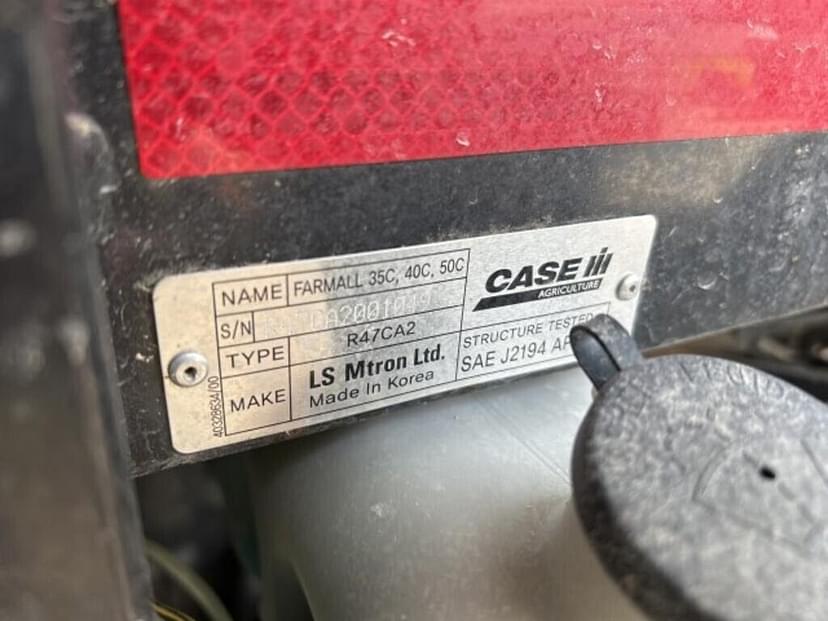 NAME FARMALL 35C, 40C, 50C
S/N
TYPE R47CA2
MAKE LS Mtron Ltd.
Made In Korea
CASE IH
AGRICULTURE
STRUCTURE TESTED
SAE J2194
40328634/00